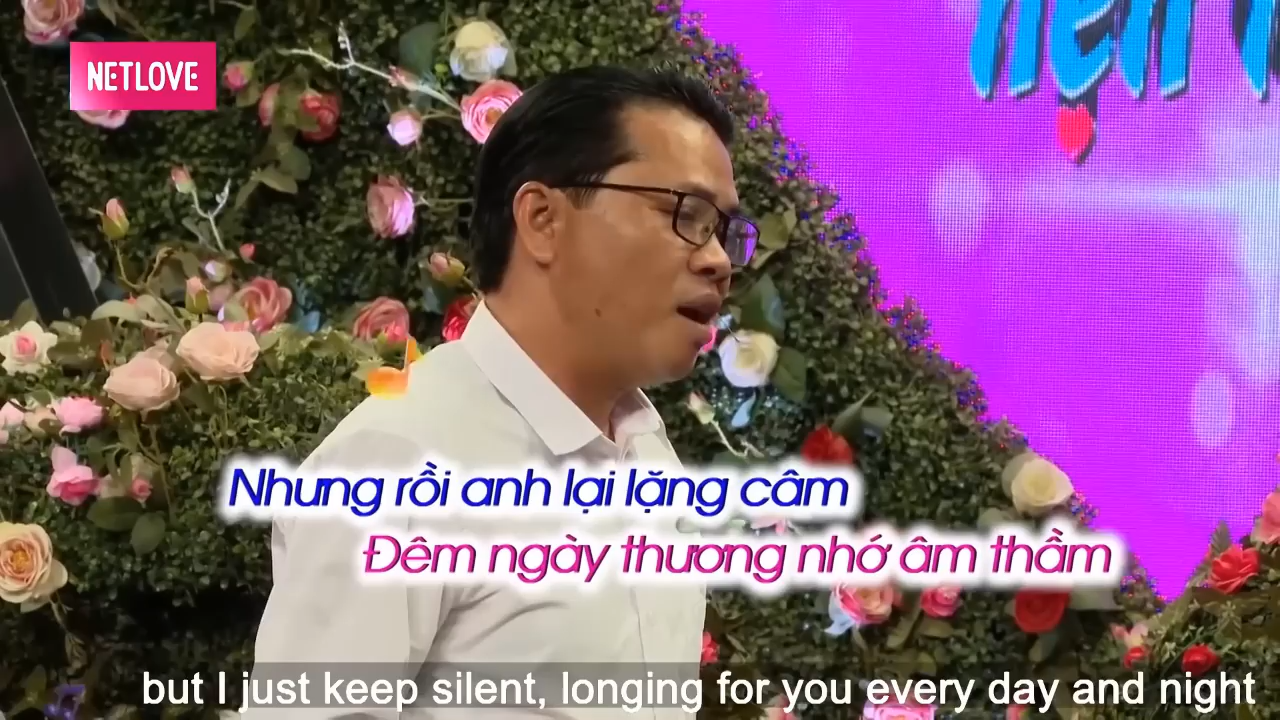 NETLOVE
hẹn
Nhưng rồi anh lại lặng câm
Đêm ngày thương nhớ âm thầm
but I just keep silent, longing for you every day and night